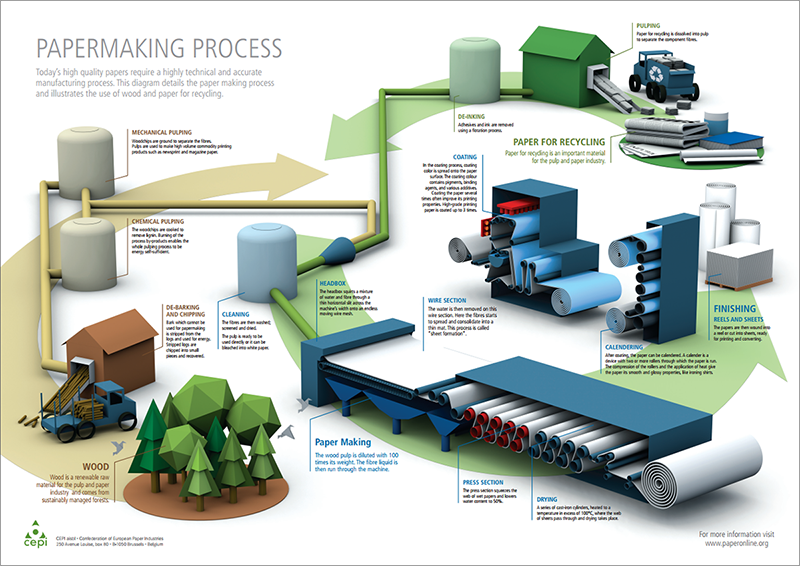 PAPERMAKING PROCESS
Today's high quality papers require a highly technical and accurate
manufacturing process. This diagram details the paper making process
and illustrates the use of wood and paper for recycling.
PULPING
Paper for recycling is dissolved into pulp
to separate the component fibres.
DE-INKING
Adhesives and ink are removed
using a flotation process.
PAPER FOR RECYCLING
Paper for recycling is an important material
for the pulp and paper industry.
MECHANICAL PULPING
Woodchips are ground to separate the fibres.
Pulps are used to make high volume commodity printing
products such as newsprint and magazine paper.
COATING
In the coating process, coating
color is spread onto the paper
surface. The coating colour
contains pigments, binding
agents, and various additives.
Coating the paper several
times often improve its printing
properties. High-grade printing
paper is coated up to 3 times.
CHEMICAL PULPING
The woodchips are cooked to
remove lignin. Burning of the
process by-products enables the
whole pulping process to be
energy self-sufficient.
DE-BARKING
AND CHIPPING
Bark which cannot be
used for papermaking
is stripped from the
logs and used for energy.
Stripped logs are
chipped into small
pieces and recovered.
CLEANING
The fibres are then washed,
screened and dried.
The pulp is ready to be
used directly or it can be
bleached into white paper.
HEADBOX
The headbox squirts a mixture
of water and fibre through a
thin horizontal slit across the
machine's width onto an endless
moving wire mesh.
WIRE SECTION
The water is then removed on this
wire section. Here the fibres starts
to spread and consolidate into a
thin mat. This process is called
"sheet formation".
CALENDERING
After coating, the paper can be calendered. A calender is a
device with two or more rollers through which the paper is run.
The compression of the rollers and the application of heat give
the paper its smooth and glossy properties, like ironing shirts.
FINISHING
REELS AND SHEETS
The papers are then wound into
a reel or cut into sheets, ready
for printing and converting.
WOOD
Wood is a renewable raw
material for the pulp and paper
industry and comes from
sustainably managed forests.
Paper Making
The wood pulp is diluted with 100
times its weight. The fibre liquid is
then run through the machine.
PRESS SECTION
The press section squeezes the
web of wet papers and lowers
water content to 50%.
DRYING
A series of cast-iron cylinders, heated to a
temperature in excess of 100°C, where the web
of sheets pass through and drying takes place.
cepi
CEPI aisbl • Confederation of European Paper Industries
250 Avenue Louise, box 80 • B-1050 Brussels • Belgium
For more information visit
www.paperonline.org